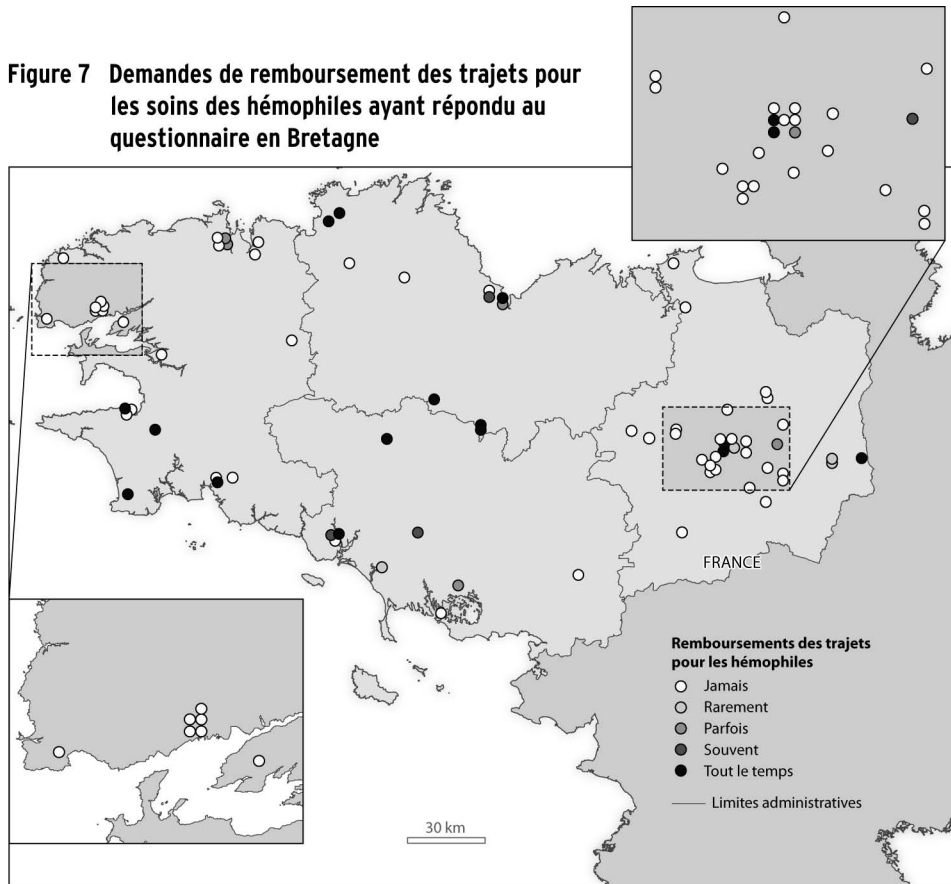 Figure 7 Demandes de remboursement des trajets pour
les soins des hémophiles ayant répondu au
questionnaire en Bretagne
FRANCE
Remboursements des trajets
pour les hémophiles
Jamais
Rarement
Parfois
Souvent
Tout le temps
Limites administratives
30 km